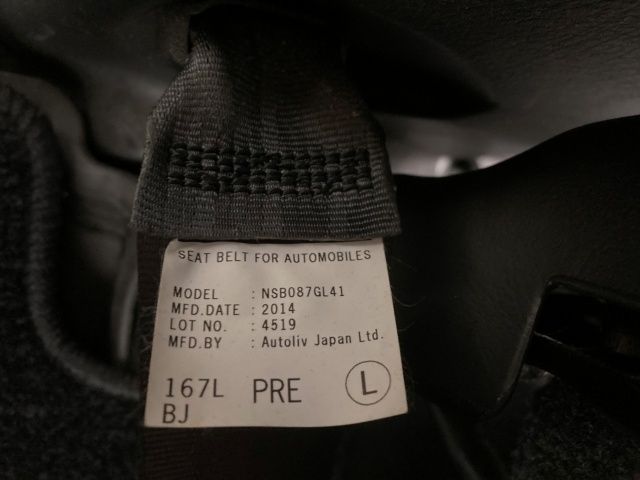 SEAT BELT FOR AUTOMOBILES
MODEL : NSB087GL41
MFD.DATE : 2014
LOT NO. : 4519
MFD.BY : Autoliv Japan Ltd.
167L PRE L
BJ